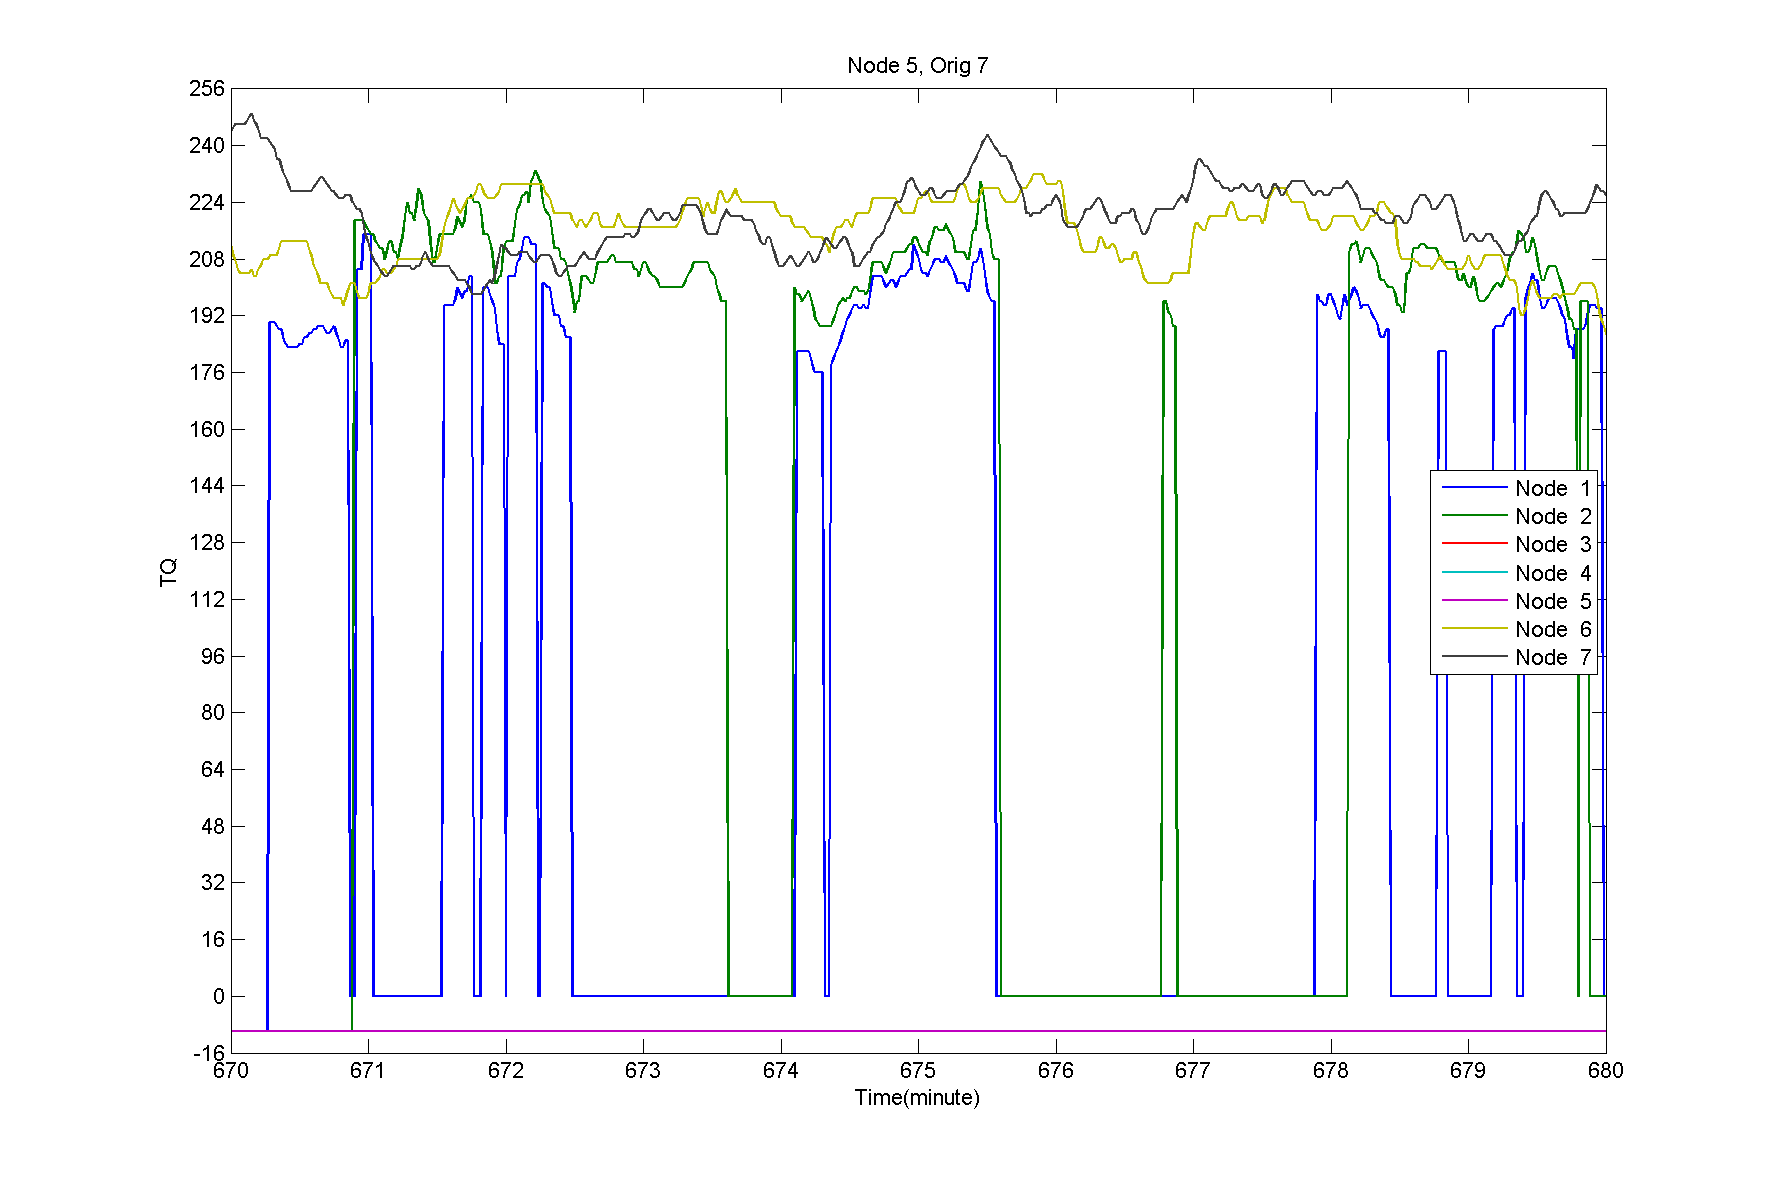 Node 5, Orig 7
256
240
224
208
192
176
160
144
128
112
96
80
64
48
32
16
0
-16
TQ
Node 1
Node 2
Node 3
Node 4
Node 5
Node 6
Node 7
670 671 672 673 674 675 676 677 678 679 680
Time(minute)